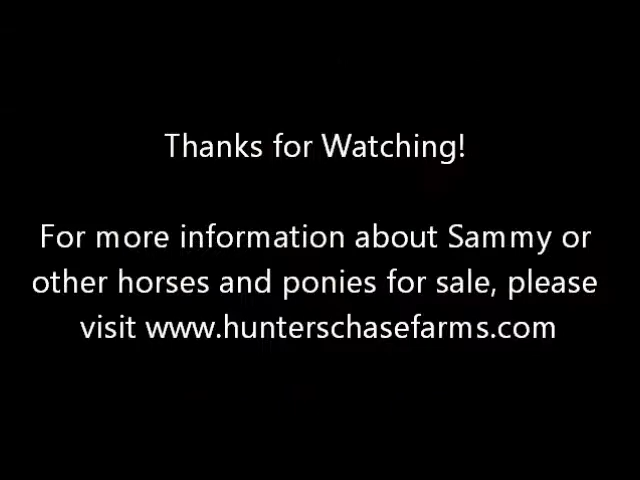 Thanks for Watching!
For more information about Sammy or
other horses and ponies for sale, please
visit www.hunterschasefarms.com